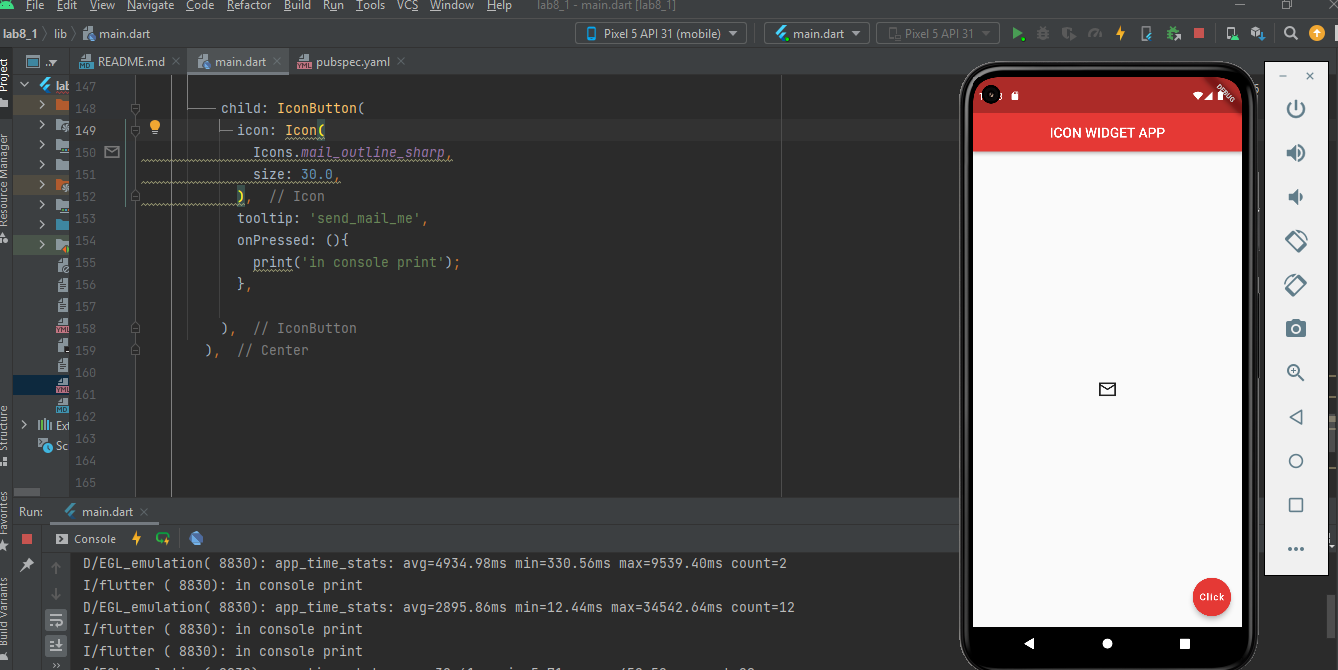 File Edit View Navigate Code Refactor Build Run Tools VCS Window Help lab8_1 - main.dart [lab8_1]
lab8_1 lib main.dart Pixel 5 API 31 (mobile) main.dart Pixel 5 API 31
Project README.md main.dart pubspec.yaml
lab
147
148 child: IconButton(
149 icon: Icon(
150 Icons.mail_outline_sharp,
151 size: 30.0,
152 ), // Icon
153 tooltip: 'send_mail_me',
154 onPressed: (){
155 print('in console print');
156 },
157
158 ), // IconButton
159 ), // Center
160
161
162
163
164
165
Resource Manager
Structure
Favorites
Build Variants
YML
YML
MD
Ext
Sc
DEBUG
ICON WIDGET APP
Click
Run: main.dart
Console
D/EGL_emulation( 8830): app_time_stats: avg=4934.98ms min=330.56ms max=9539.40ms count=2
I/flutter ( 8830): in console print
D/EGL_emulation( 8830): app_time_stats: avg=2895.86ms min=12.44ms max=34542.64ms count=12
I/flutter ( 8830): in console print
I/flutter ( 8830): in console print